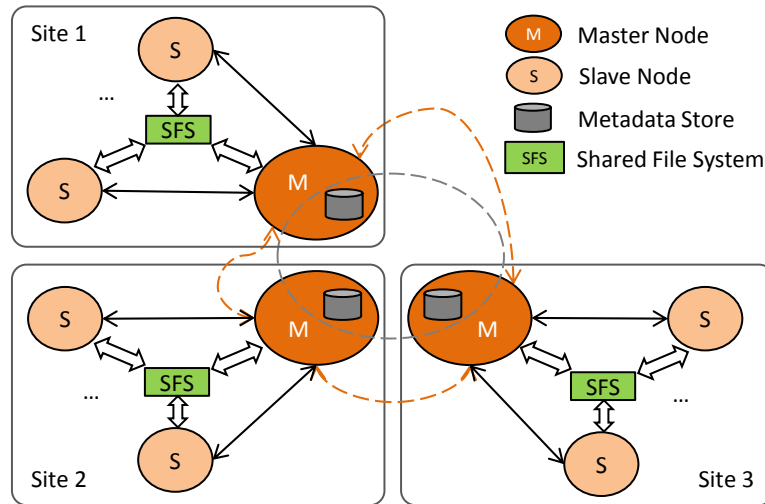 Site 1
S
...
SFS
S
M
M
Master Node
S
Slave Node
Metadata Store
SFS
Shared File System
S
M
SFS
...
S
Site 2
M
S
SFS
...
S
Site 3